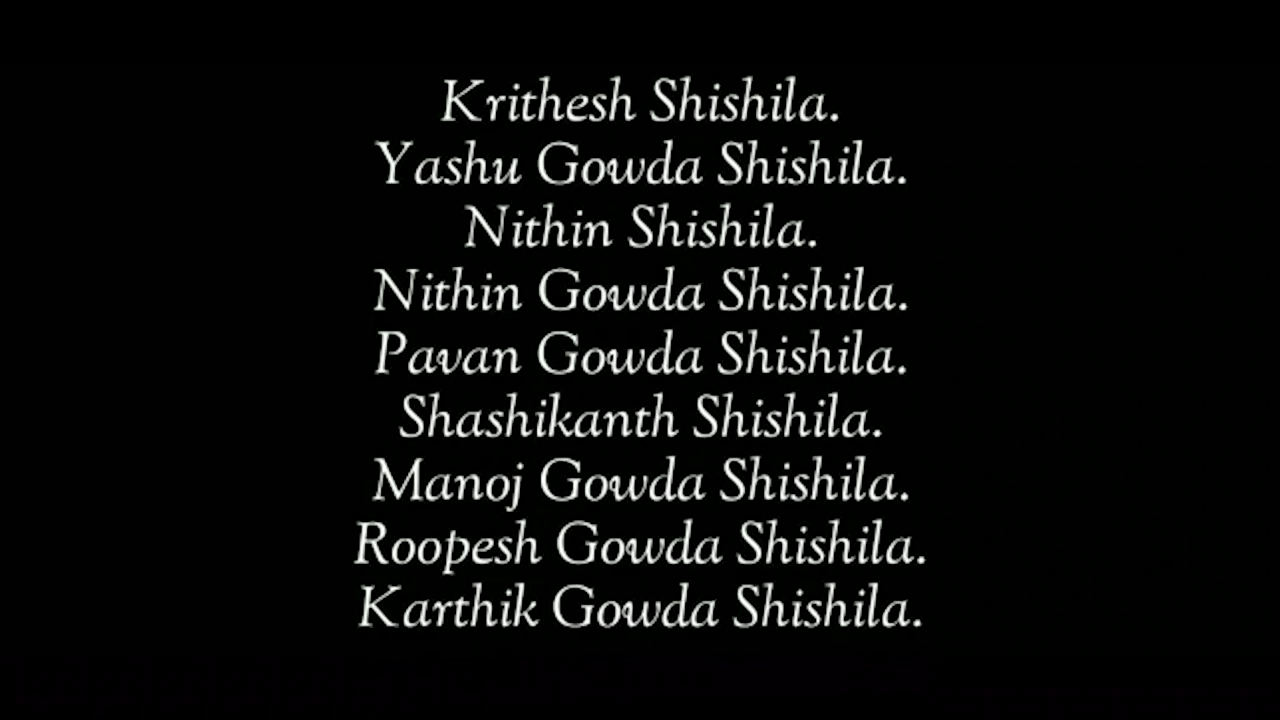 Krithesh Shishila.
Yashu Gowda Shishila.
Nithin Shishila.
Nithin Gowda Shishila.
Pavan Gowda Shishila.
Shashikanth Shishila.
Manoj Gowda Shishila.
Roopesh Gowda Shishila.
Karthik Gowda Shishila.